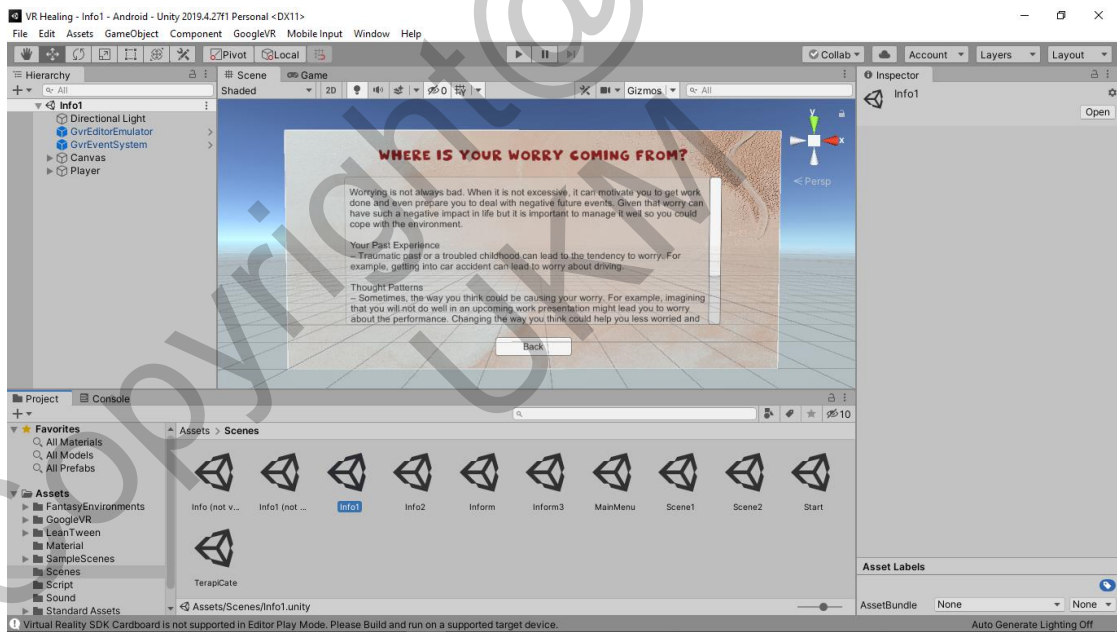 VR Healing - Info1 - Android - Unity 2019.4.27f1 Personal <DX11>
File Edit Assets GameObject Component GoogleVR Mobile Input Window Help
Pivot Local Collab Account Layers Layout
Hierarchy
All
Info1
Directional Light
GvrEditorEmulator
GvrEventSystem
Canvas
Player
Scene Game
Shaded 2D 0 Gizmos All
y
x
Persp
WHERE IS YOUR WORRY COMING FROM?
Worrying is not always bad. When it is not excessive, it can motivate you to get work
done and even prepare you to deal with negative future events. Given that worry can
have such a negative impact in life but it is important to manage it well so you could
cope with the environment.
Your Past Experience
– Traumatic past or a troubled childhood can lead to the tendency to worry. For
example, getting into car accident can lead to worry about driving.
Thought Patterns
– Sometimes, the way you think could be causing your worry. For example, imagining
that you will not do well in an upcoming work presentation might lead you to worry
about the performance. Changing the way you think could help you less worried and
Back
Inspector
Info1
Open
Project Console
10
Favorites
All Materials
All Models
All Prefabs
Assets
FantasyEnvironments
GoogleVR
LeanTween
Material
SampleScenes
Scenes
Script
Sound
Standard Assets
Assets > Scenes
Info (not v... Info1 (not ... Info1 Info2 Inform Inform3 MainMenu Scene1 Scene2 Start
TerapiCate
Assets/Scenes/Info1.unity
Asset Labels
AssetBundle None None
Virtual Reality SDK Cardboard is not supported in Editor Play Mode. Please Build and run on a supported target device.
Auto Generate Lighting Off
Copyright@
UKM